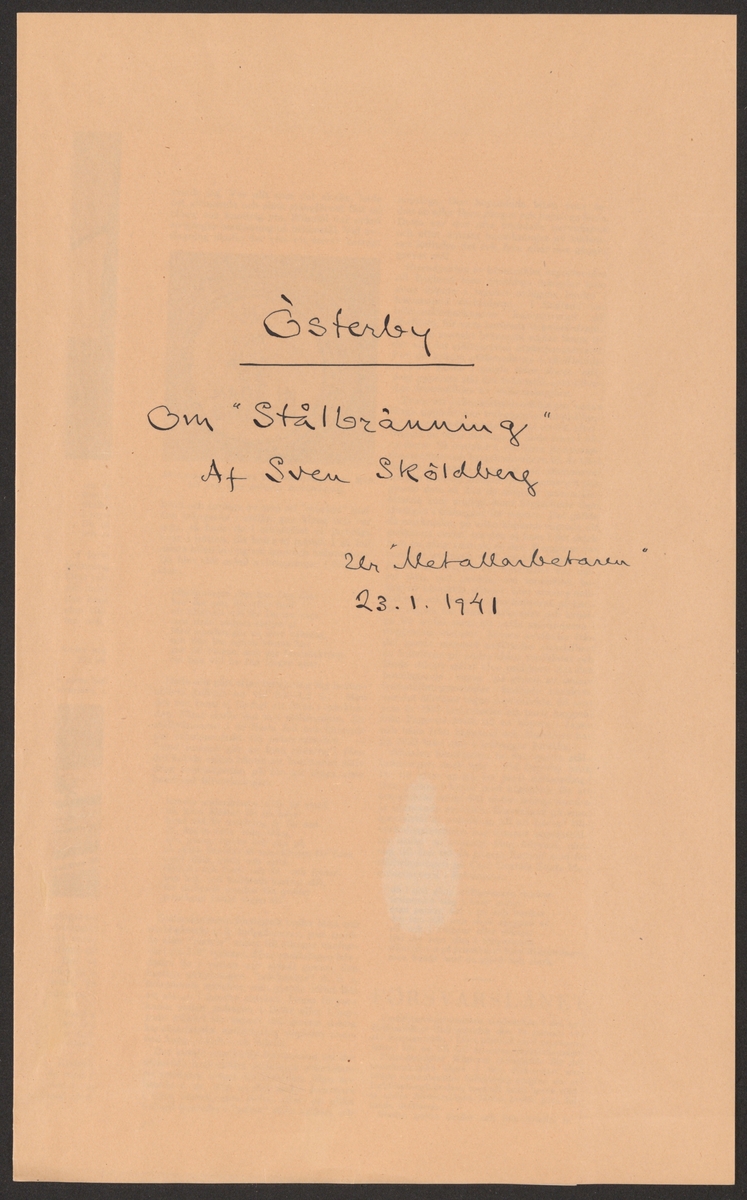 Österby
Om "Stålbränning"
Af Sven Sköldberg
Ur "Metallarbetaren"
23.1.1941